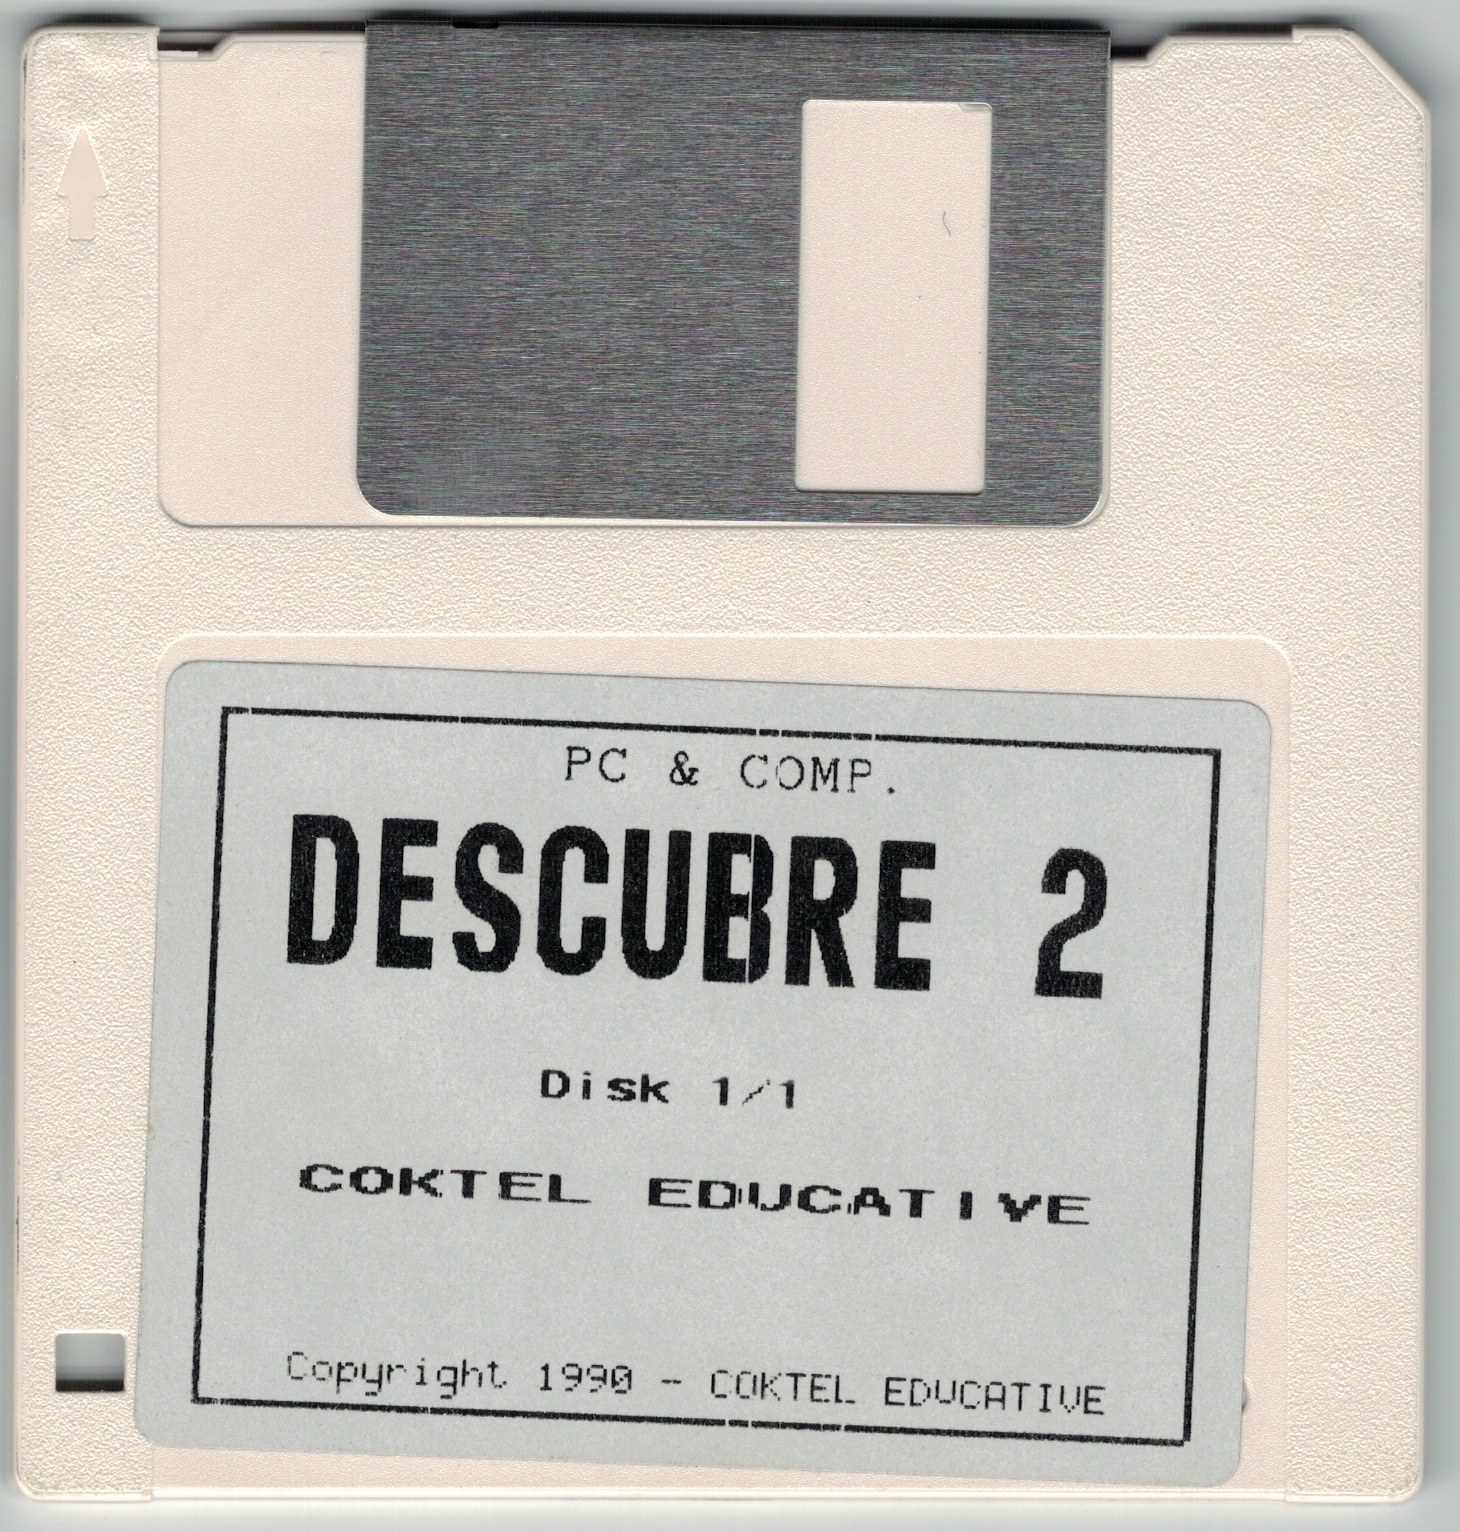 PC & COMP.
DESCUBRE 2
Disk 1/1
COKTEL EDUCATIVE
Copyright 1990 - COKTEL EDUCATIVE